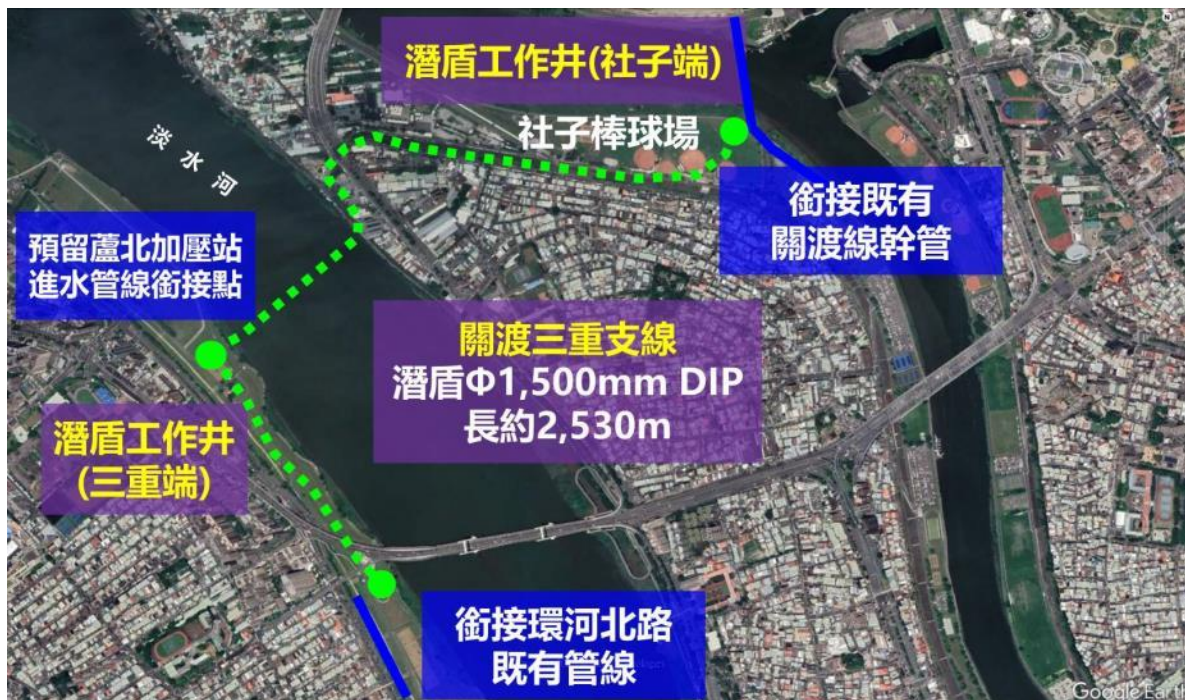 潛盾工作井(社子端)
社子棒球場
淡水河
銜接既有
關渡線幹管
預留蘆北加壓站
進水管線銜接點
關渡三重支線
潛盾Φ1,500mm DIP
長約2,530m
潛盾工作井
(三重端)
銜接環河北路
既有管線
Google Earth